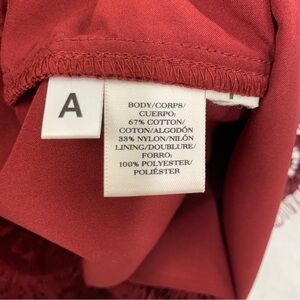 A
BODY/CORPS/
CUERPO:
67% COTTON/
COTON/ALGODÓN
33% NYLON/NILÓN
LINING/DOUBLURE/
FORRO:
100% POLYESTER/
POLIÉSTER